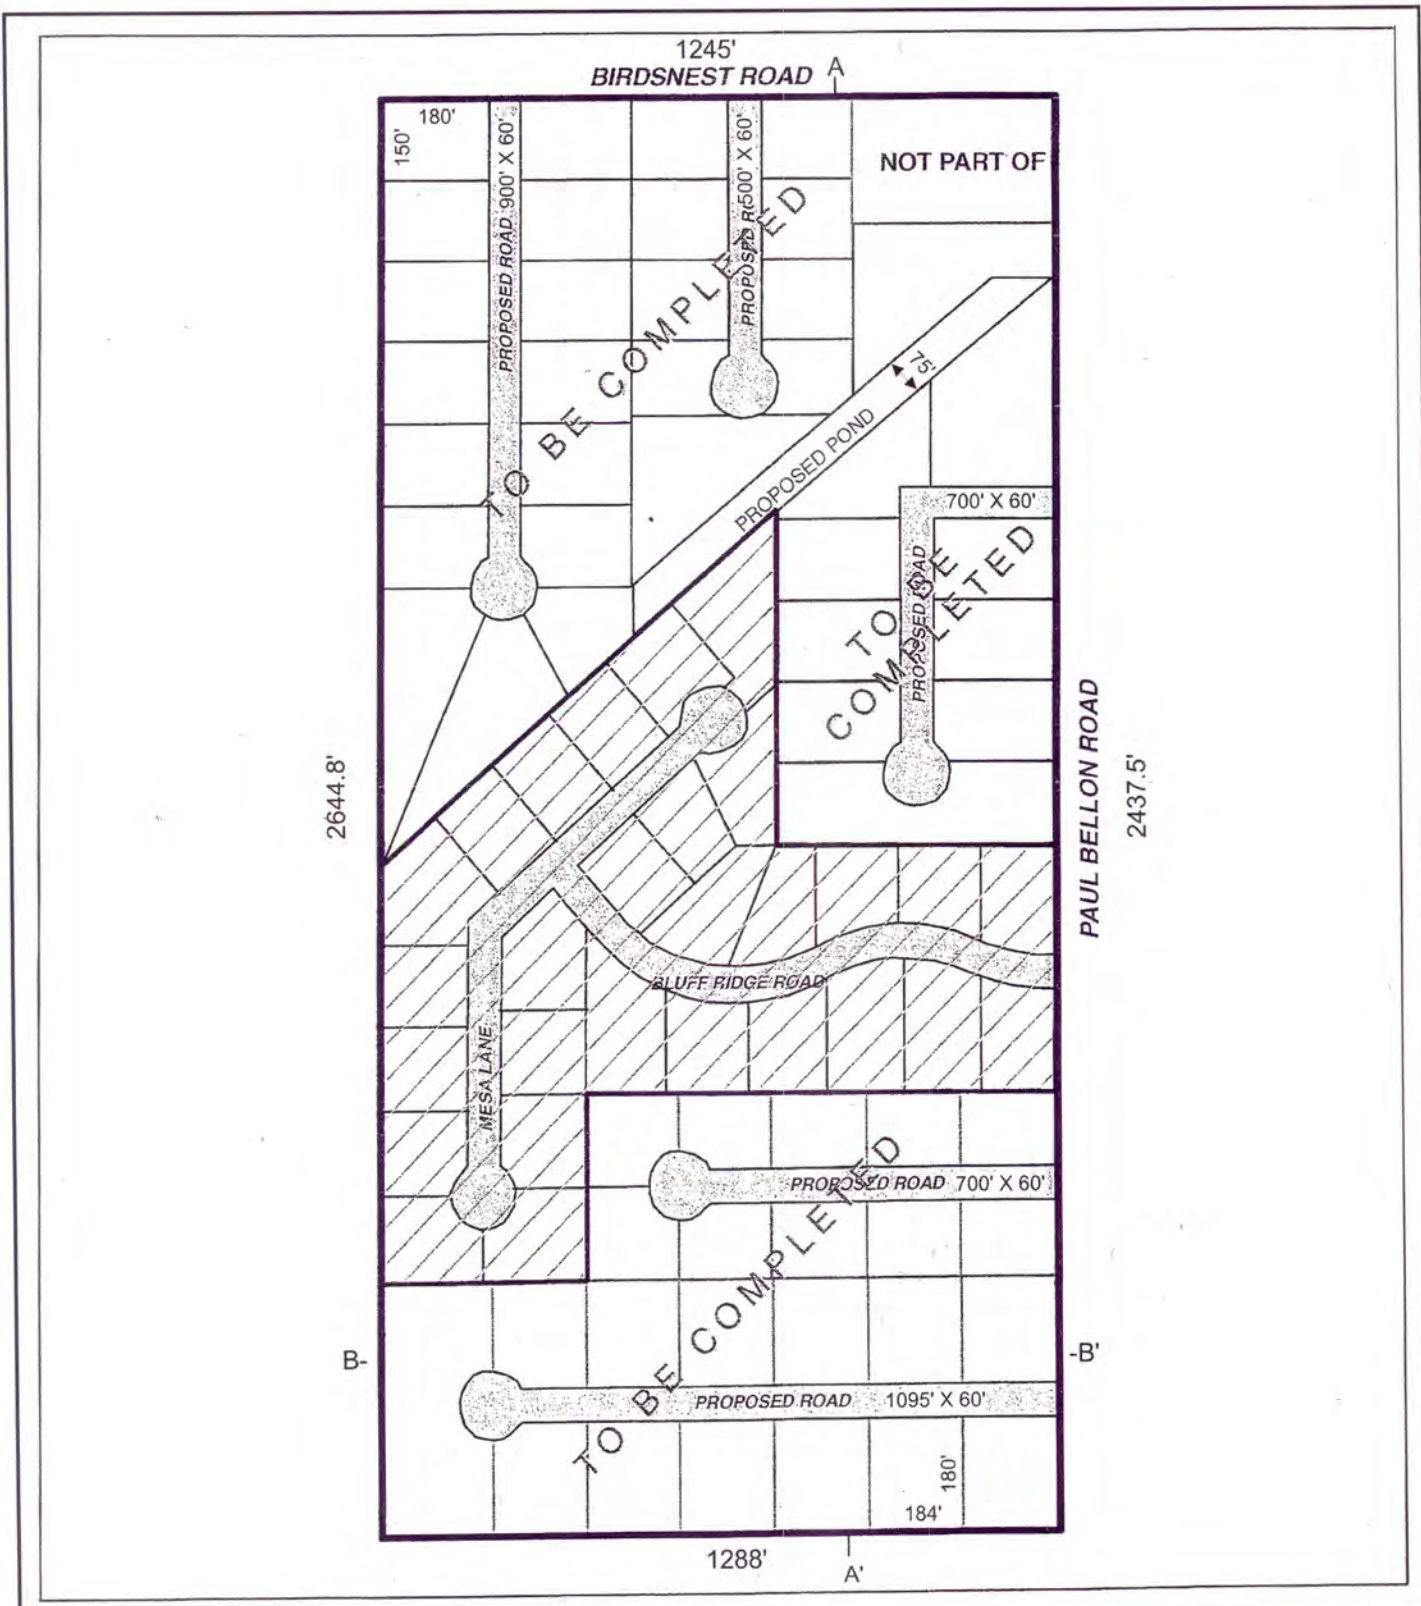 1245'
BIRDSNEST ROAD
A
180'
150'
PROPOSED ROAD 900' X 60'
500' X 60'
NOT PART OF
TO BE COMPLETED
75'
PROPOSED POND
700' X 60'
PROPOSED ROAD
TO BE
COMPLETED
2644.8'
PAUL BELLON ROAD
2437.5'
BLUFF RIDGE ROAD
MESA LANE
PROPOSED ROAD 700' X 60'
TO BE COMPLETED
B-
-B'
PROPOSED ROAD 1095' X 60'
180'
184'
1288'
A'